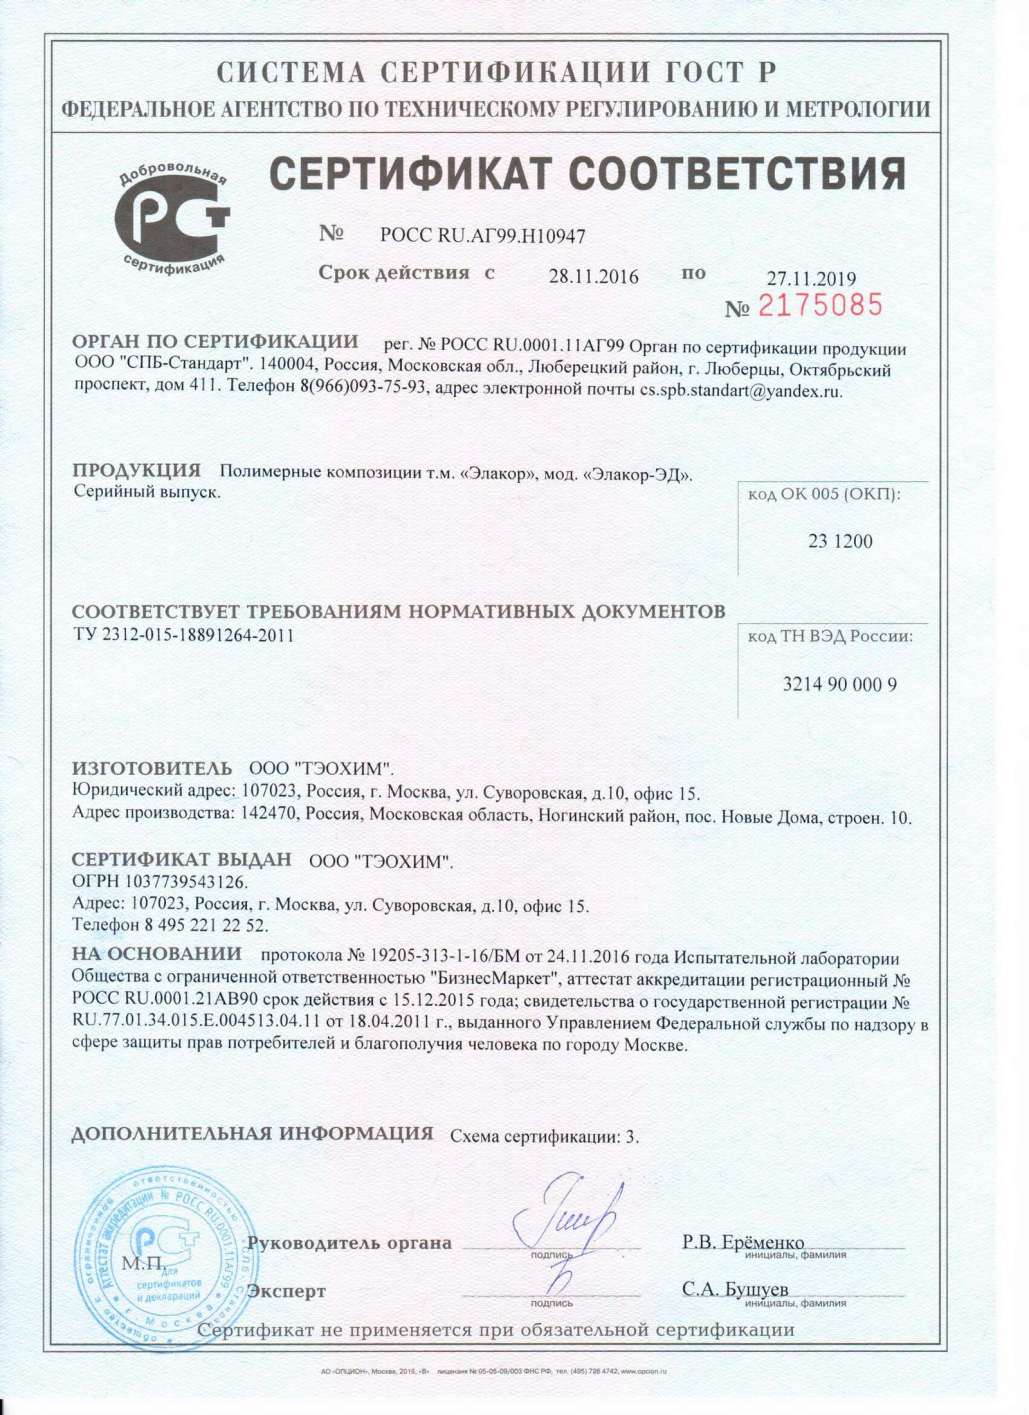 СИСТЕМА СЕРТИФИКАЦИИ ГОСТ Р
ФЕДЕРАЛЬНОЕ АГЕНТСТВО ПО ТЕХНИЧЕСКОМУ РЕГУЛИРОВАНИЮ И МЕТРОЛОГИИ
Добровольная
РСТ
сертификация
СЕРТИФИКАТ СООТВЕТСТВИЯ
№ РОСС RU.АГ99.Н10947
Срок действия с 28.11.2016 по 27.11.2019
№ 2175085
ОРГАН ПО СЕРТИФИКАЦИИ рег. № РОСС RU.0001.11АГ99 Орган по сертификации продукции
ООО "СПБ-Стандарт". 140004, Россия, Московская обл., Люберецкий район, г. Люберцы, Октябрьский
проспект, дом 411. Телефон 8(966)093-75-93, адрес электронной почты cs.spb.standart@yandex.ru.
ПРОДУКЦИЯ Полимерные композиции т.м. «Элакор», мод. «Элакор-ЭД».
Серийный выпуск.
код ОК 005 (ОКП):
23 1200
СООТВЕТСТВУЕТ ТРЕБОВАНИЯМ НОРМАТИВНЫХ ДОКУМЕНТОВ
ТУ 2312-015-18891264-2011
код ТН ВЭД России:
3214 90 000 9
ИЗГОТОВИТЕЛЬ ООО "ТЭОХИМ".
Юридический адрес: 107023, Россия, г. Москва, ул. Суворовская, д.10, офис 15.
Адрес производства: 142470, Россия, Московская область, Ногинский район, пос. Новые Дома, строен. 10.
СЕРТИФИКАТ ВЫДАН ООО "ТЭОХИМ".
ОГРН 1037739543126.
Адрес: 107023, Россия, г. Москва, ул. Суворовская, д.10, офис 15.
Телефон 8 495 221 22 52.
НА ОСНОВАНИИ протокола № 19205-313-1-16/БМ от 24.11.2016 года Испытательной лаборатории
Общества с ограниченной ответственностью "БизнесМаркет", аттестат аккредитации регистрационный №
РОСС RU.0001.21АВ90 срок действия с 15.12.2015 года; свидетельства о государственной регистрации №
RU.77.01.34.015.Е.004513.04.11 от 18.04.2011 г., выданного Управлением Федеральной службы по надзору в
сфере защиты прав потребителей и благополучия человека по городу Москве.
ДОПОЛНИТЕЛЬНАЯ ИНФОРМАЦИЯ Схема сертификации: 3.
Аттестат аккредитации № РОСС RU.0001.11АГ99
РСТ
для
сертификатов
и деклараций
г. Москва
М.П.
Руководитель органа
подпись
Р.В. Ерёменко
инициалы, фамилия
Эксперт
подпись
С.А. Бушуев
инициалы, фамилия
Сертификат не применяется при обязательной сертификации
АО «ОПЦИОН», Москва, 2016, «В» лицензия № 05-05-09/003 ФНС РФ, тел. (495) 726 4742, www.opcion.ru